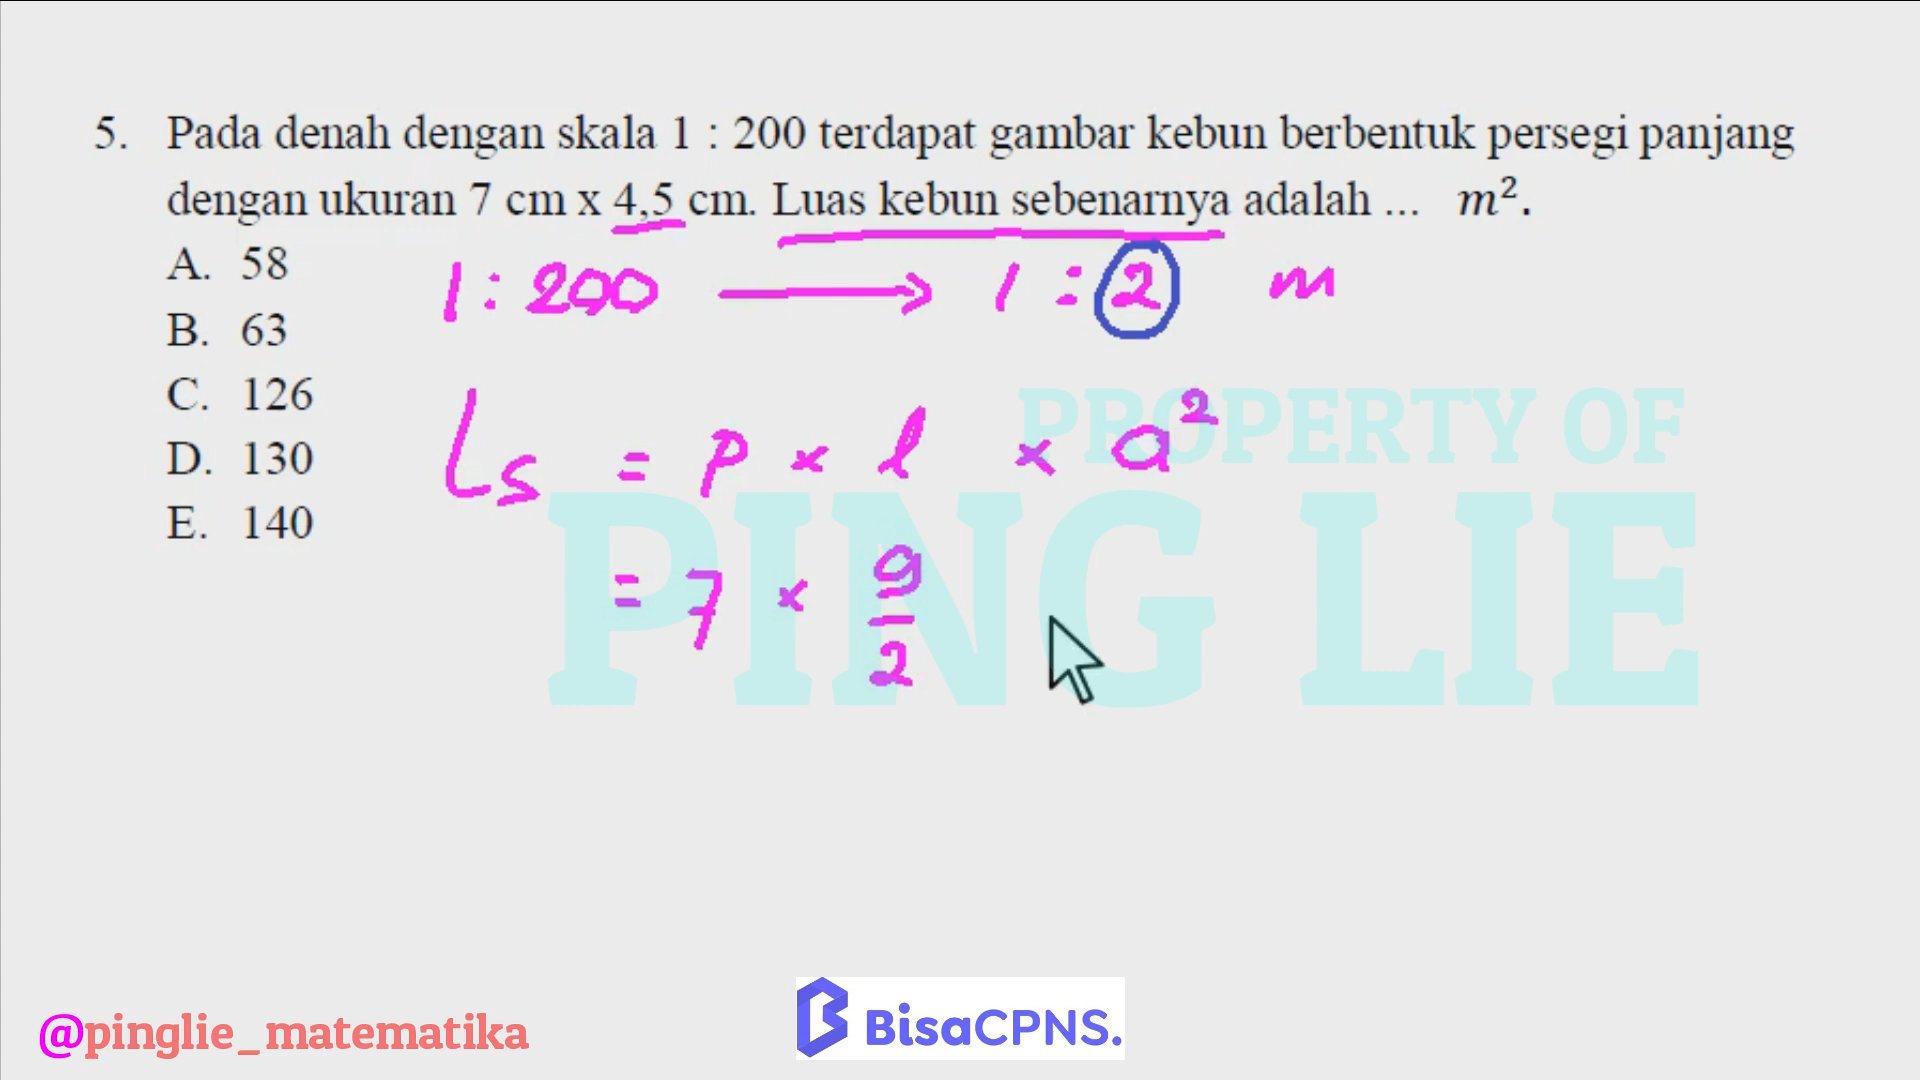 5. Pada denah dengan skala 1 : 200 terdapat gambar kebun berbentuk persegi panjang
dengan ukuran 7 cm x 4,5 cm. Luas kebun sebenarnya adalah ... m².
A. 58
B. 63
C. 126
D. 130
E. 140
1 : 200 → 1 : 2 m
Ls = p × l × a²
= 7 × 9/2
PROPERTY OF
PING LIE
@pinglie_matematika
BisaCPNS.